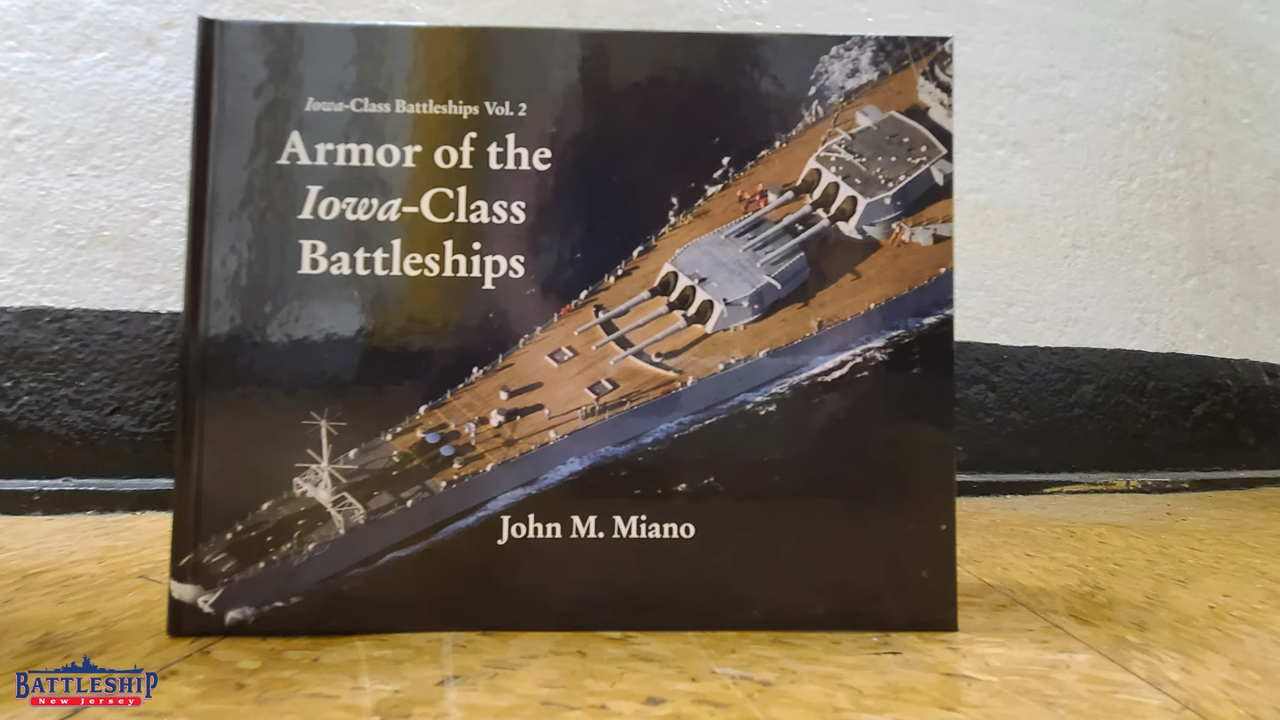 Iowa-Class Battleships Vol. 2
Armor of the
Iowa-Class
Battleships
John M. Miano
BATTLESHIP
New Jersey